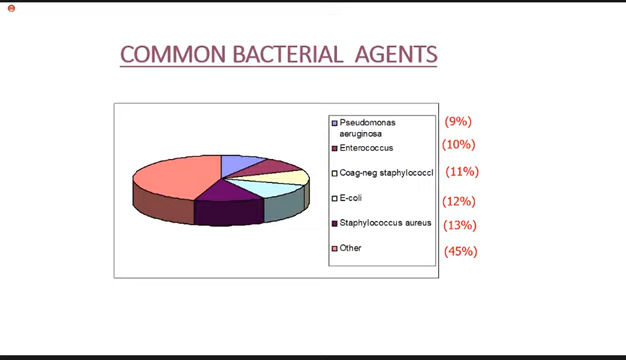 COMMON BACTERIAL AGENTS
Pseudomonas
aeruginosa
(9%)
Enterococcus
(10%)
Coag-neg staphylococcI
(11%)
E-coli
(12%)
Staphylococcus aureus
(13%)
Other
(45%)